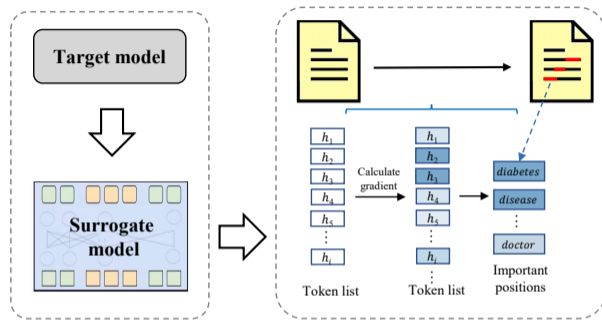 Target model
Surrogate
model
h₁
h₂
h₃
h₄
h₅
⋮
hᵢ
Token list
Calculate
gradient
h₁
h₂
h₃
h₄
h₅
⋮
hᵢ
⋮
Token list
diabetes
disease
⋮
doctor
Important
positions